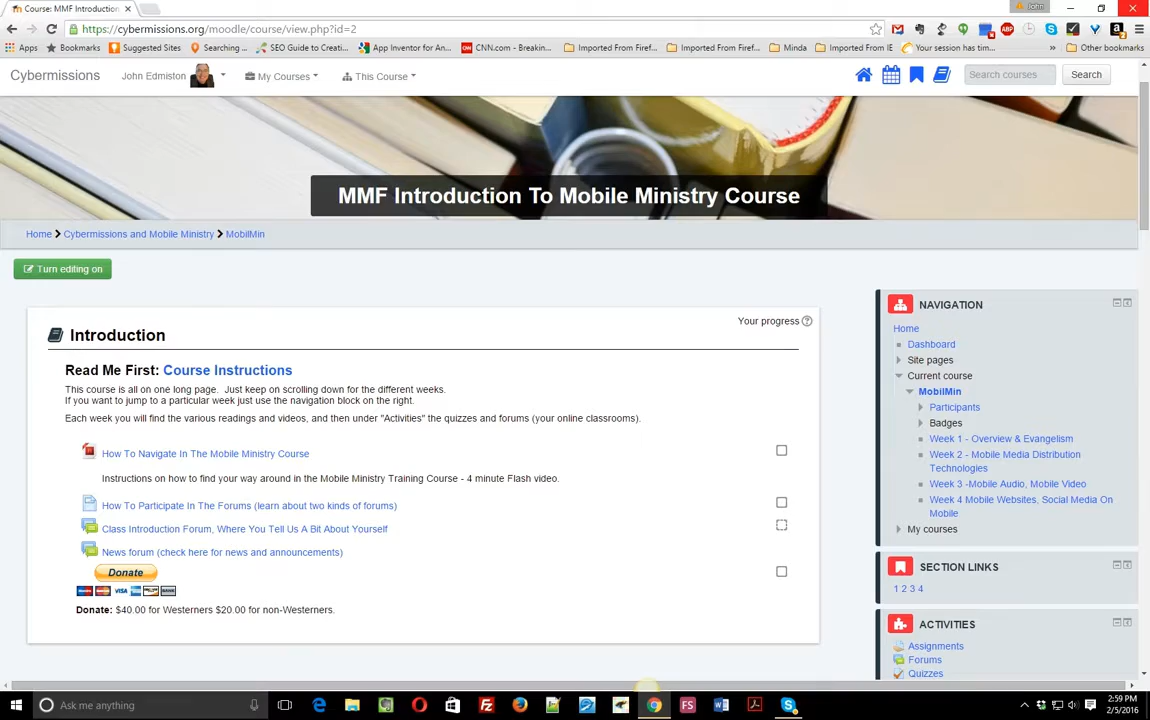 Course: MMF Introduction
John
https://cybermissions.org/moodle/course/view.php?id=2
Apps
Bookmarks
Suggested Sites
Searching ...
SEO Guide to Creati...
App Inventor for An...
CNN.com - Breakin...
Imported From Firef...
Imported From Firef...
Minda
Imported From IE
Your session has tim...
»
Other bookmarks
Cybermissions
John Edmiston
My Courses
This Course
Search courses
Search
MMF Introduction To Mobile Ministry Course
Home
Cybermissions and Mobile Ministry
MobilMin
Turn editing on
Your progress
Introduction
Read Me First: Course Instructions
This course is all on one long page. Just keep on scrolling down for the different weeks.
If you want to jump to a particular week just use the navigation block on the right.
Each week you will find the various readings and videos, and then under "Activities" the quizzes and forums (your online classrooms).
How To Navigate In The Mobile Ministry Course
Instructions on how to find your way around in the Mobile Ministry Training Course - 4 minute Flash video.
How To Participate In The Forums (learn about two kinds of forums)
Class Introduction Forum, Where You Tell Us A Bit About Yourself
News forum (check here for news and announcements)
Donate
VISA
Donate: $40.00 for Westerners $20.00 for non-Westerners.
NAVIGATION
Home
Dashboard
Site pages
Current course
MobilMin
Participants
Badges
Week 1 - Overview & Evangelism
Week 2 - Mobile Media Distribution
Technologies
Week 3 -Mobile Audio, Mobile Video
Week 4 Mobile Websites, Social Media On
Mobile
My courses
SECTION LINKS
1 2 3 4
ACTIVITIES
Assignments
Forums
Quizzes
Ask me anything
2:59 PM
2/5/2016